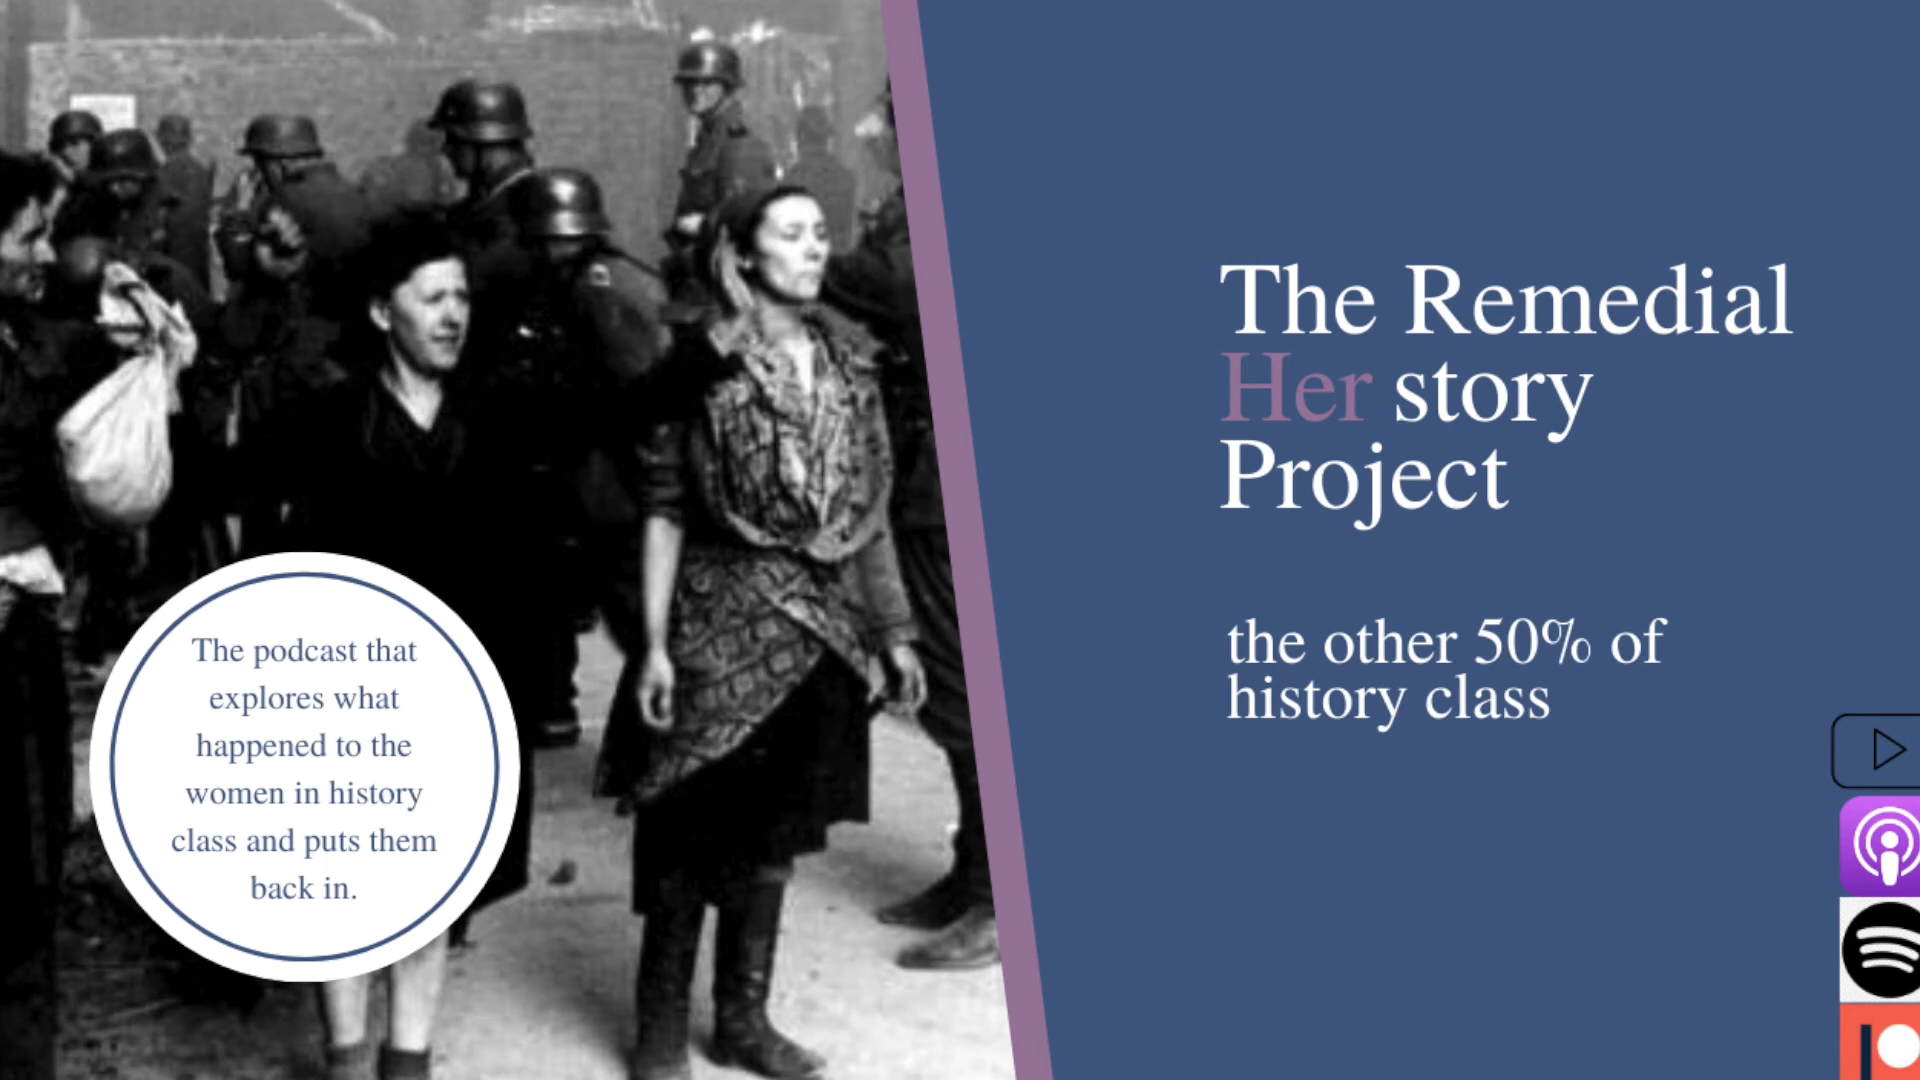 The Remedial
Her story
Project
the other 50% of
history class
The podcast that
explores what
happened to the
women in history
class and puts them
back in.